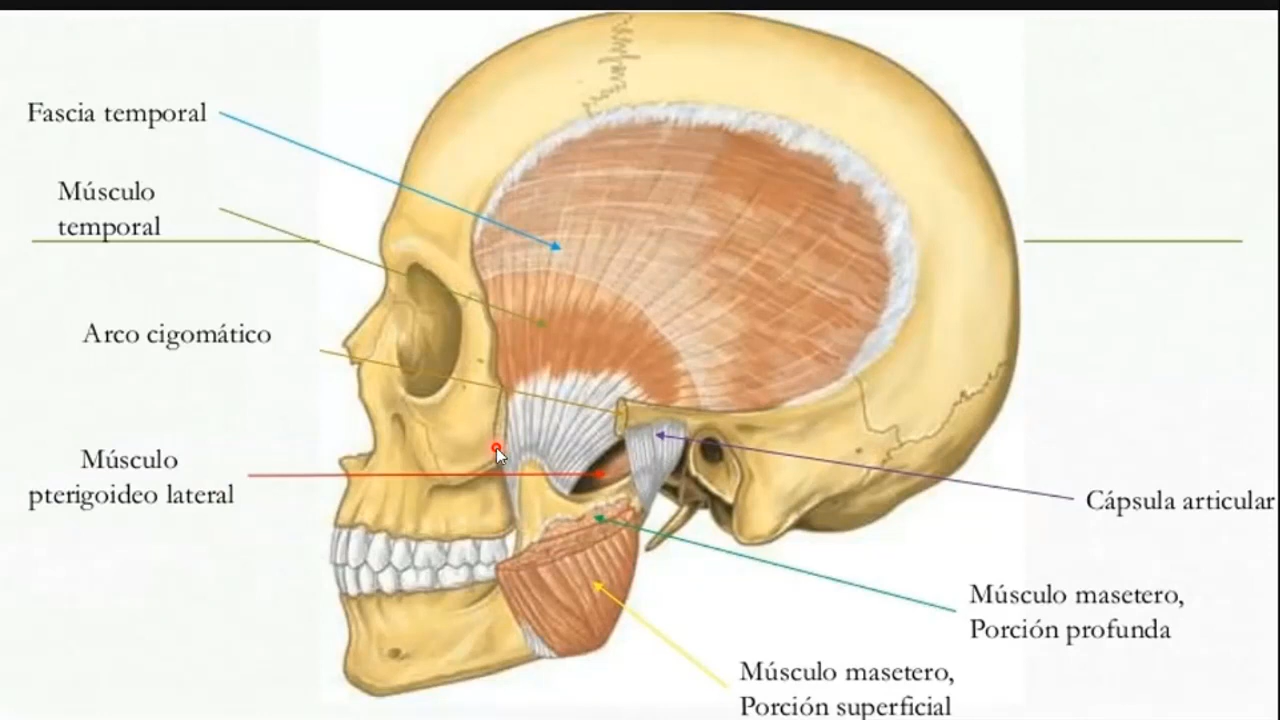 Fascia temporal
Músculo
temporal
Arco cigomático
Músculo
pterigoideo lateral
Cápsula articular
Músculo masetero,
Porción profunda
Músculo masetero,
Porción superficial